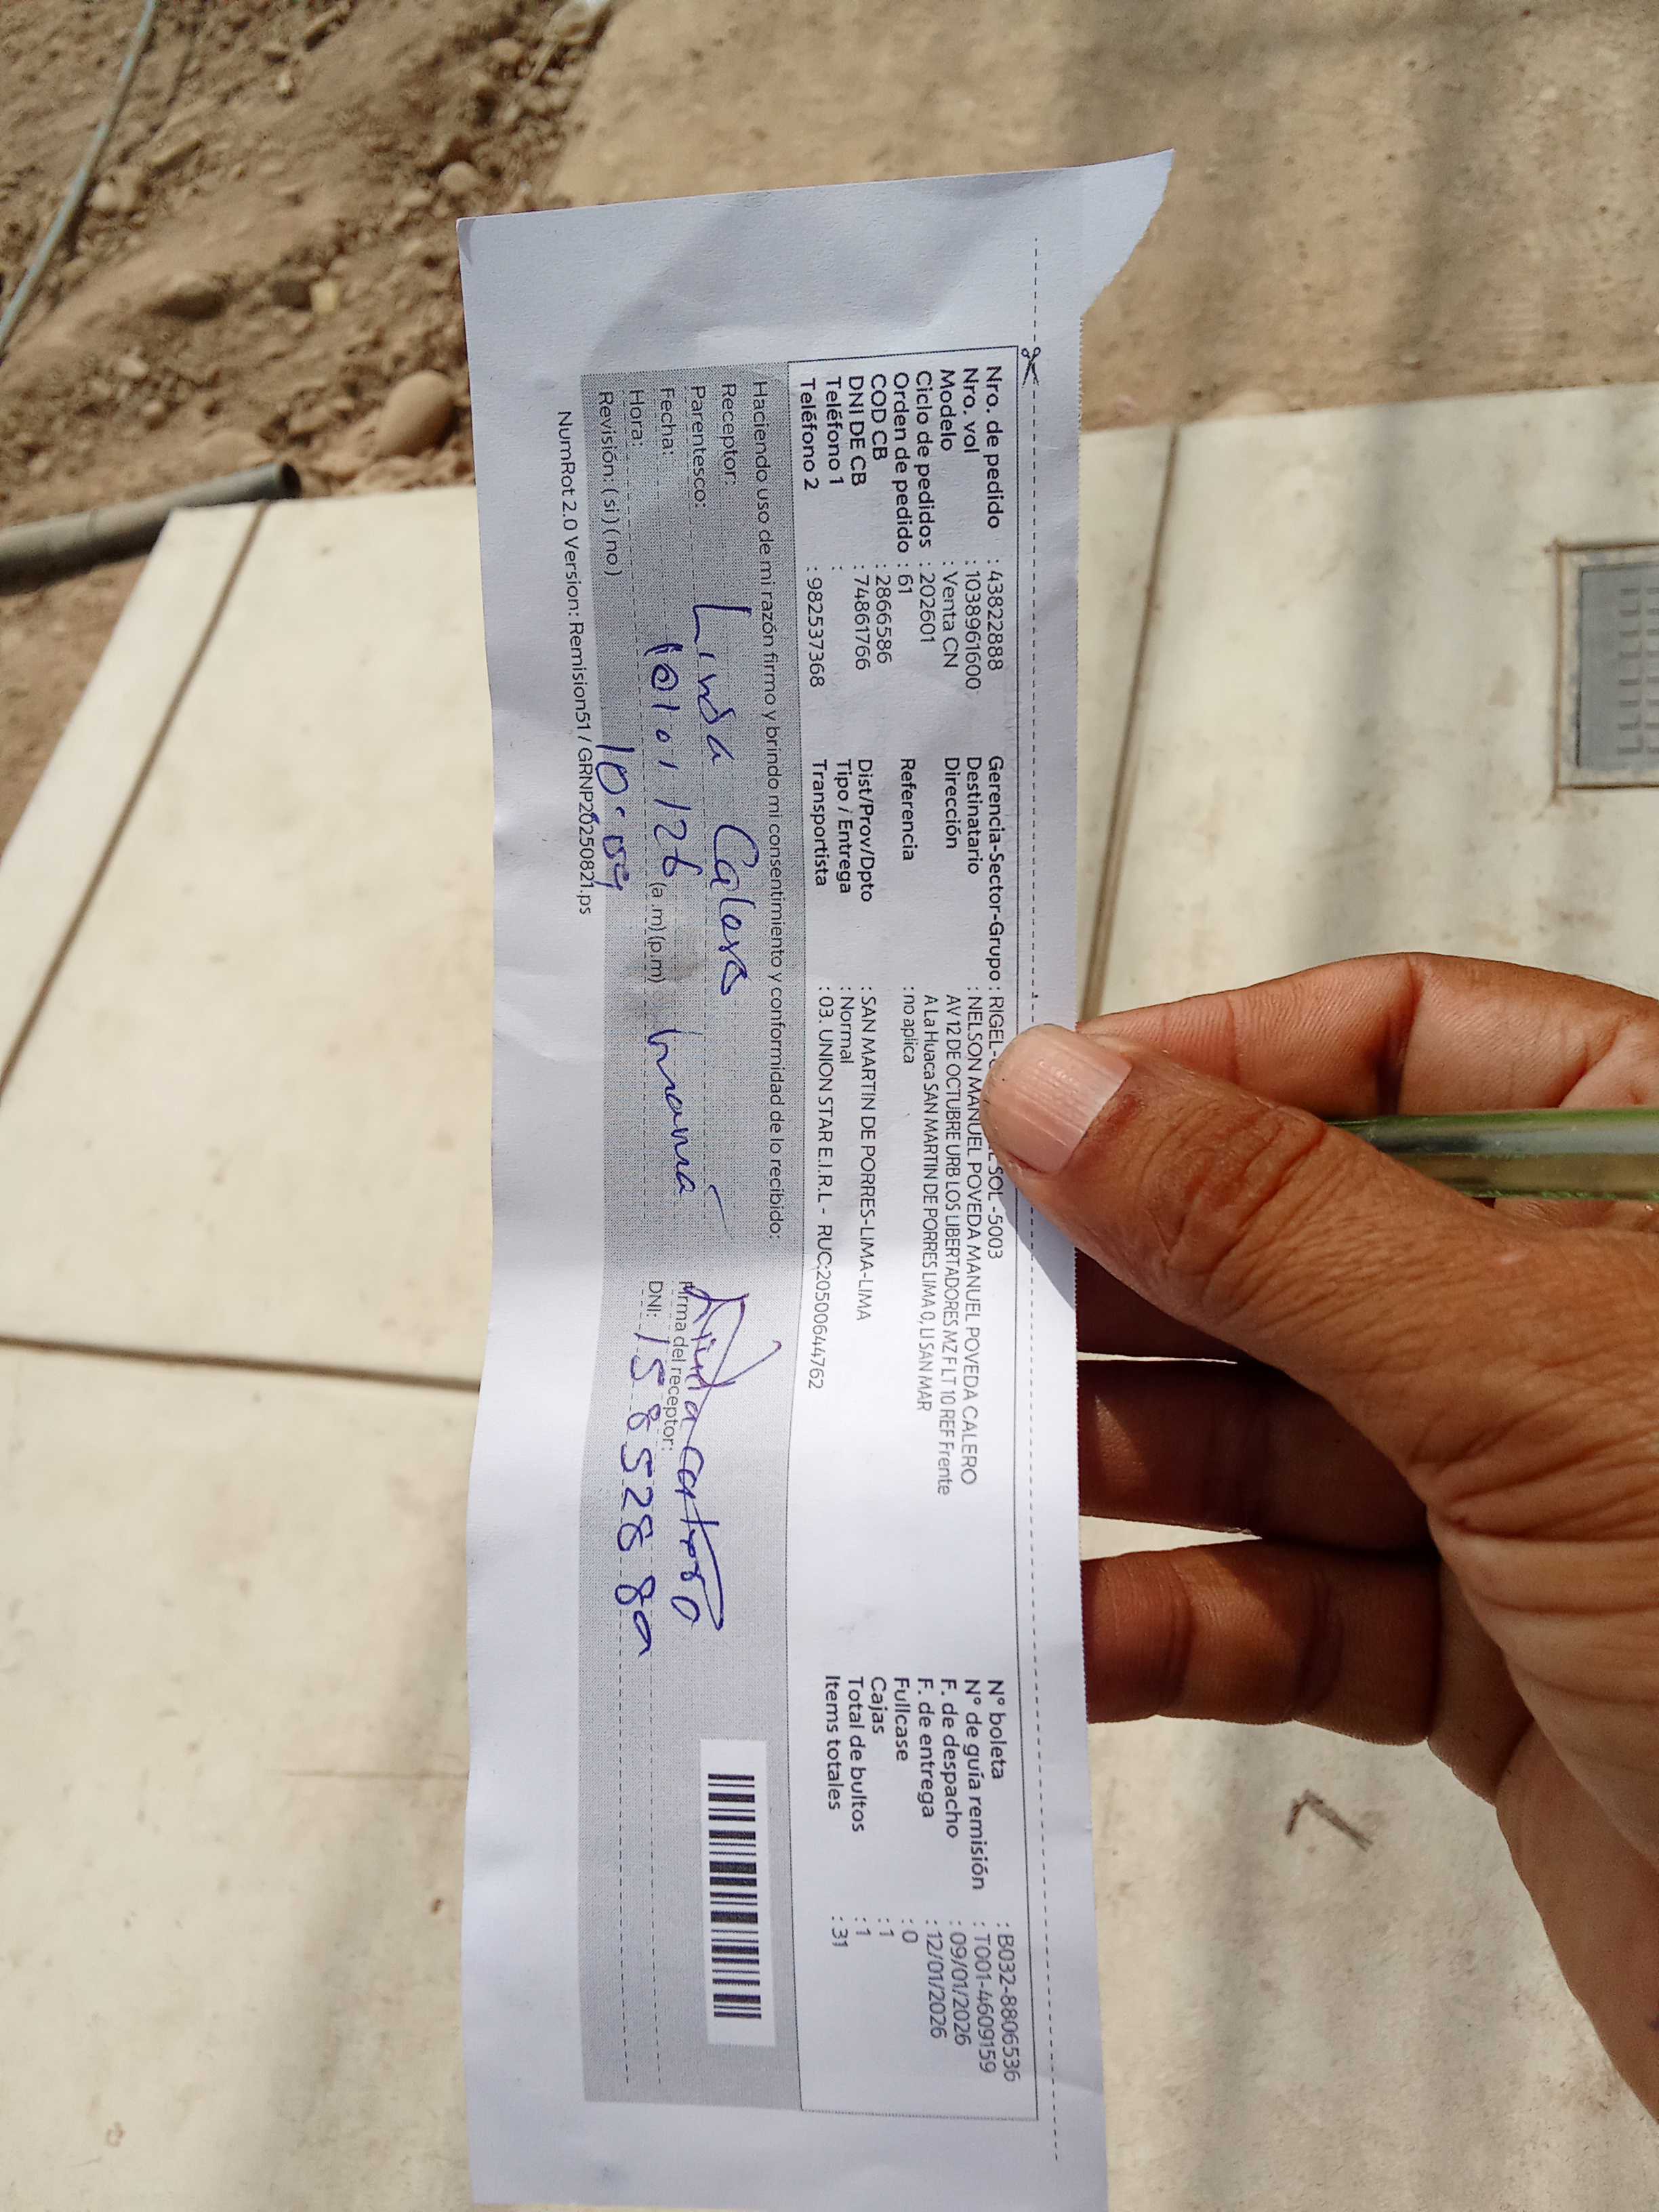 Nro. de pedido : 43822888
Nro. vol : 1038961600
Modelo : Venta CN
Ciclo de pedidos : 202601
Orden de pedido : 61
COD CB : 2866586
DNI DE CB : 74861766
Teléfono 1 :
Teléfono 2 : 982537368
Gerencia-Sector-Grupo : RIGEL- SOL -5003
Destinatario : NELSON MANUEL POVEDA MANUEL POVEDA CALERO
Dirección AV 12 DE OCTUBRE URB LOS LIBERTADORES MZ F LT 10 REF Frente
A La Huaca SAN MARTIN DE PORRES LIMA 0, LI SAN MAR
Referencia : no aplica
Dist/Prov/Dpto : SAN MARTIN DE PORRES-LIMA-LIMA
Tipo / Entrega : Normal
Transportista : 03. UNION STAR E.I.R.L - RUC:20500644762
N° boleta : B032-8806536
N° de guía remisión : T001-4609159
F. de despacho : 09/01/2026
F. de entrega : 12/01/2026
Fullcase : 0
Cajas : 1
Total de bultos : 1
Items totales : 31
Haciendo uso de mi razón firmo y brindo mi consentimiento y conformidad de lo recibido:
Receptor: Linda Calero
Parentesco:
Fecha: (a.m)(p.m)
Hora:
Revisión: (si) (no)
Firma del receptor:
DNI:
NumRot 2.0 Version: Remision51 / GRNP20250821.ps